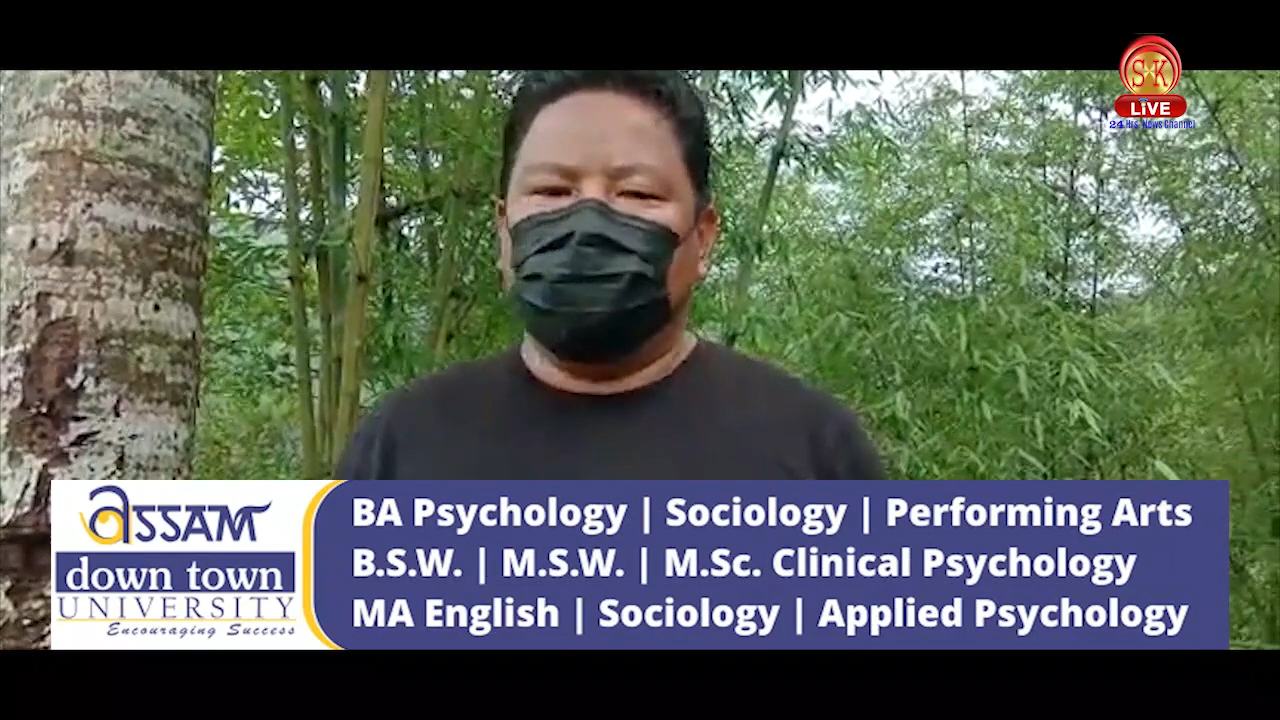 S K
LIVE
24 Hrs. News Channel
ASSAM
down town
UNIVERSITY
Encouraging Success
BA Psychology | Sociology | Performing Arts
B.S.W. | M.S.W. | M.Sc. Clinical Psychology
MA English | Sociology | Applied Psychology